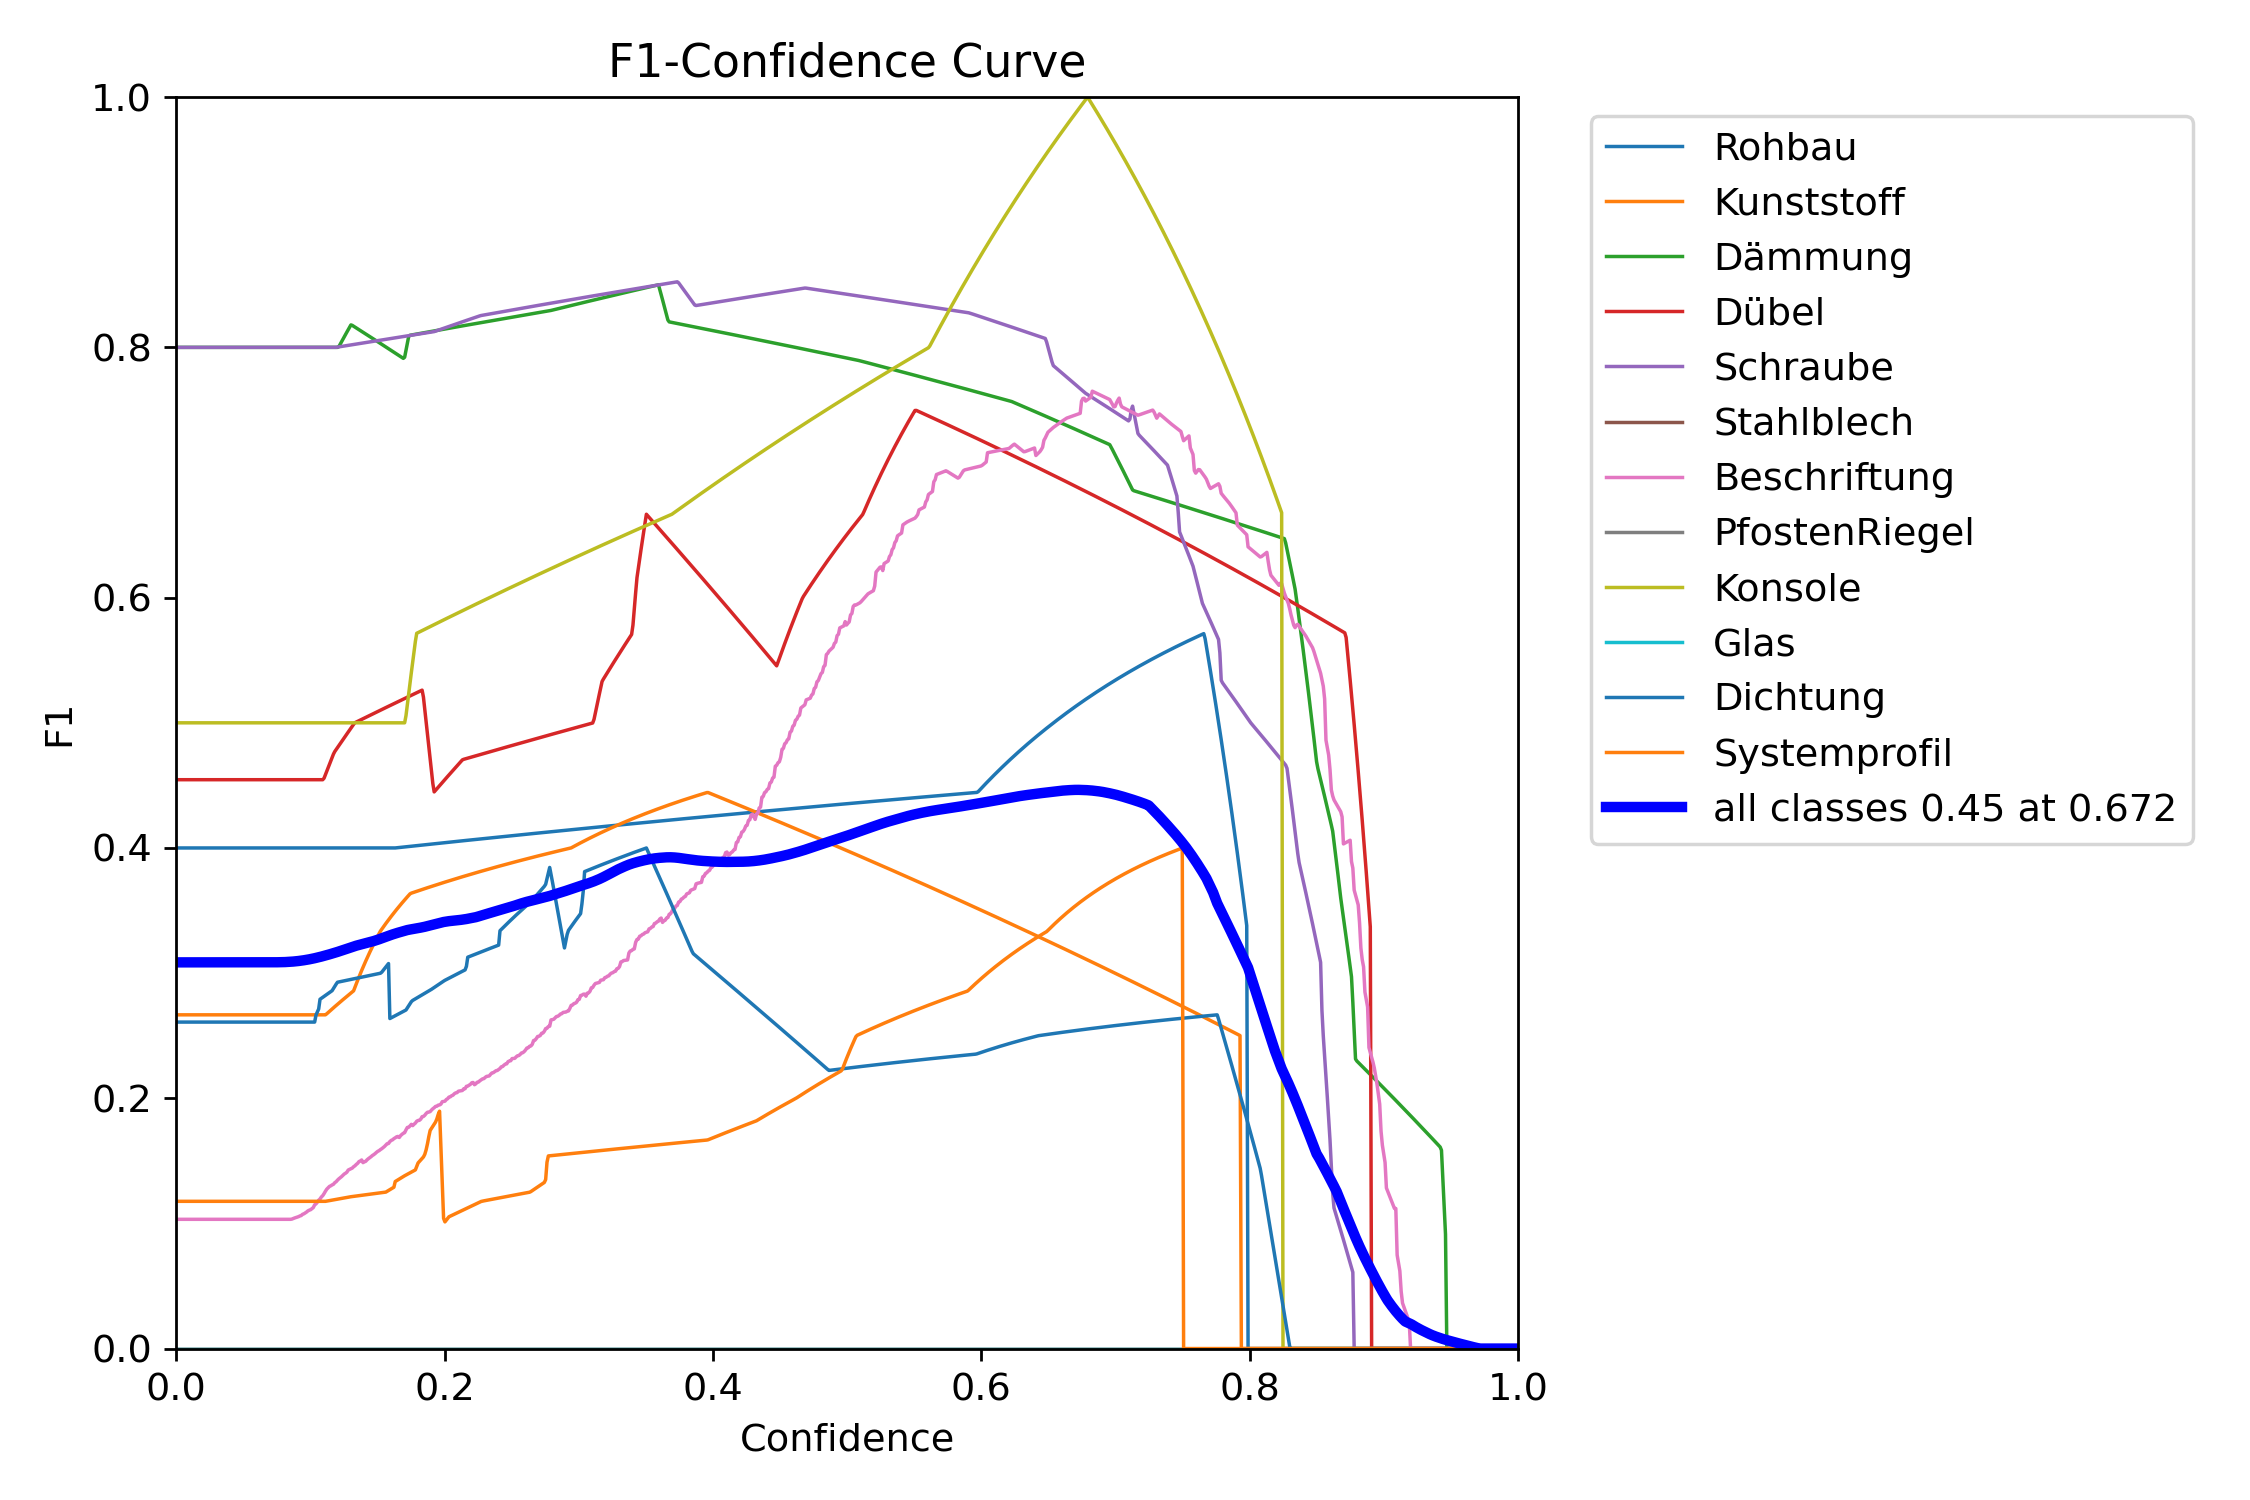 F1-Confidence Curve
1.0
0.8
0.6
0.4
0.2
0.0
F1
0.0 0.2 0.4 0.6 0.8 1.0
Confidence
Rohbau
Kunststoff
Dämmung
Dübel
Schraube
Stahlblech
Beschriftung
PfostenRiegel
Konsole
Glas
Dichtung
Systemprofil
all classes 0.45 at 0.672